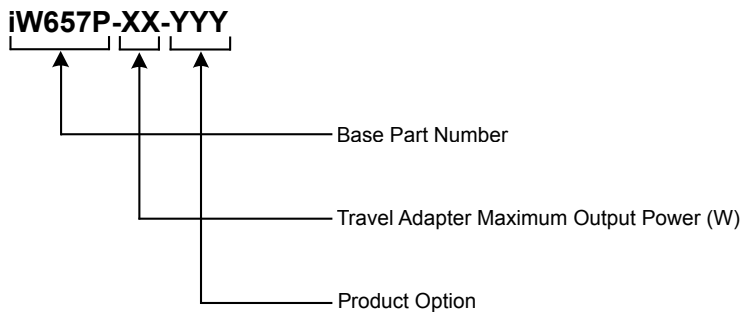 iW657P-XX-YYY
Base Part Number
Travel Adapter Maximum Output Power (W)
Product Option